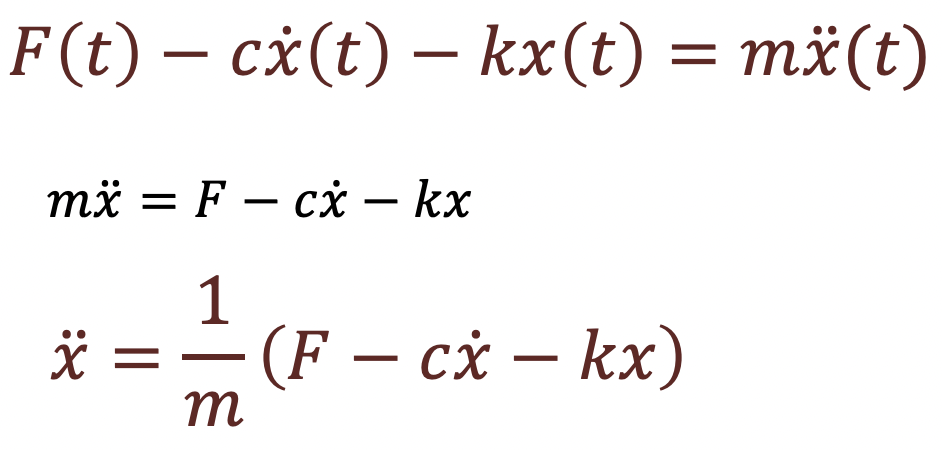 F(t) − cẋ(t) − kx(t) = mẍ(t)
mẍ = F − cẋ − kx
ẍ = 1/m (F − cẋ − kx)